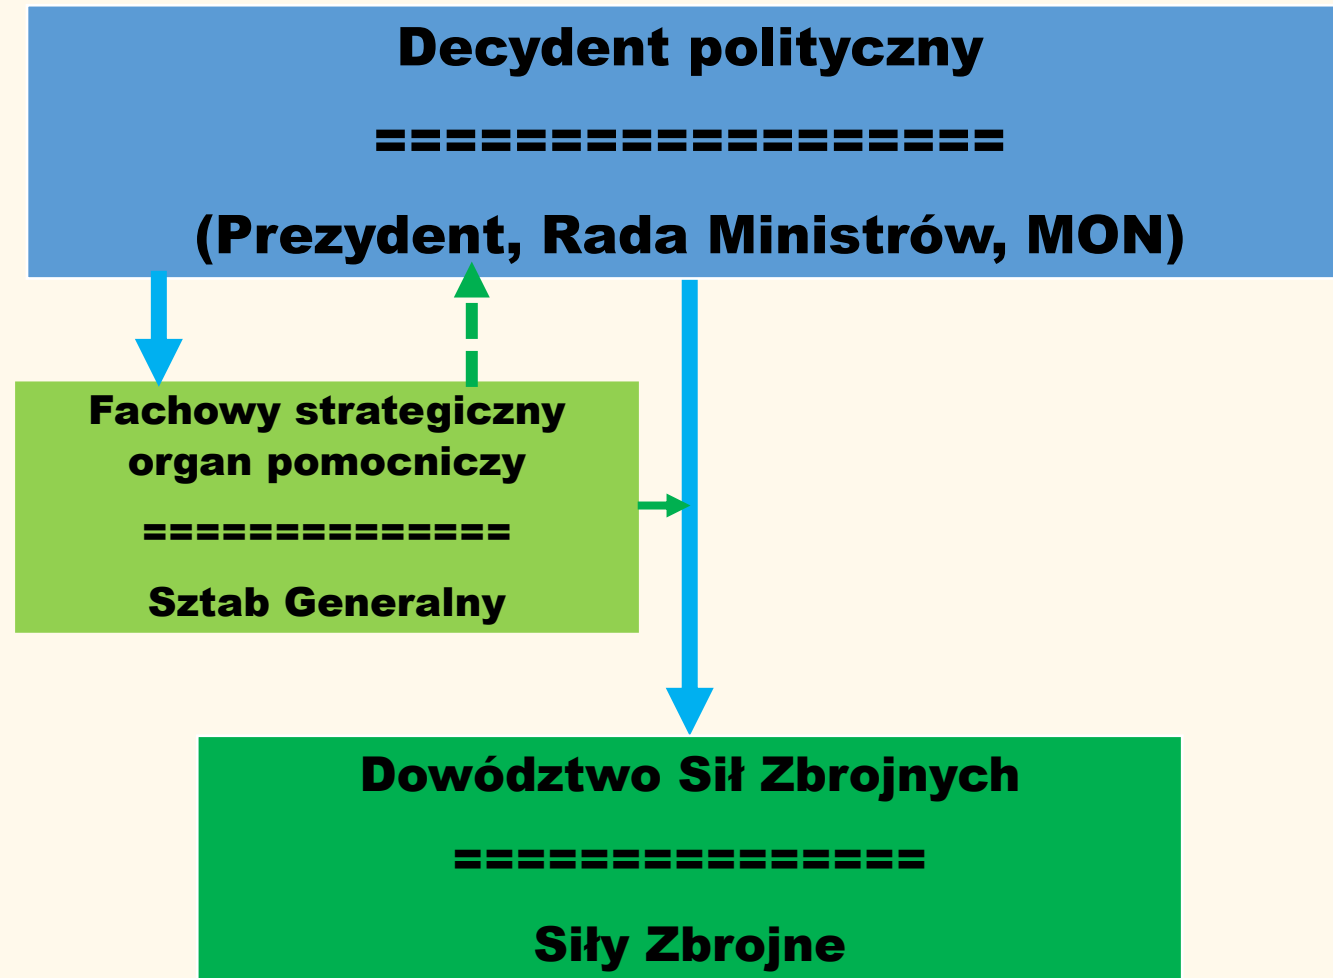 Decydent polityczny
==================
(Prezydent, Rada Ministrów, MON)
Fachowy strategiczny
organ pomocniczy
==============
Sztab Generalny
Dowództwo Sił Zbrojnych
===============
Siły Zbrojne